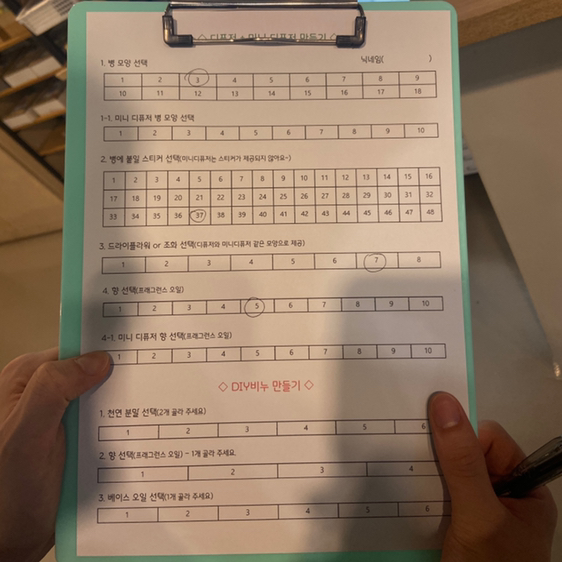 ◇ 디퓨저 + 미니 디퓨저 만들기 ◇
1. 병 모양 선택 닉네임( )
1 2 3 4 5 6 7 8 9
10 11 12 13 14 15 16 17 18
1-1. 미니 디퓨저 병 모양 선택
1 2 3 4 5 6 7 8 9 10
2. 병에 붙일 스티커 선택(미니디퓨저는 스티커가 제공되지 않아요~)
1 2 3 4 5 6 7 8 9 10 11 12 13 14 15 16
17 18 19 20 21 22 23 24 25 26 27 28 29 30 31 32
33 34 35 36 37 38 39 40 41 42 43 44 45 46 47 48
3. 드라이플라워 or 조화 선택(디퓨저와 미니디퓨저 같은 모양으로 제공)
1 2 3 4 5 6 7 8
4. 향 선택(프래그런스 오일)
1 2 3 4 5 6 7 8 9 10
4-1. 미니 디퓨저 향 선택(프래그런스 오일)
1 2 3 4 5 6 7 8 9 10
◇ DIY비누 만들기 ◇
1. 천연 분말 선택(2개 골라 주세요)
1 2 3 4 5 6
2. 향 선택(프래그런스 오일) - 1개 골라 주세요.
1 2 3 4
3. 베이스 오일 선택(1개 골라 주세요)
1 2 3 4 5 6